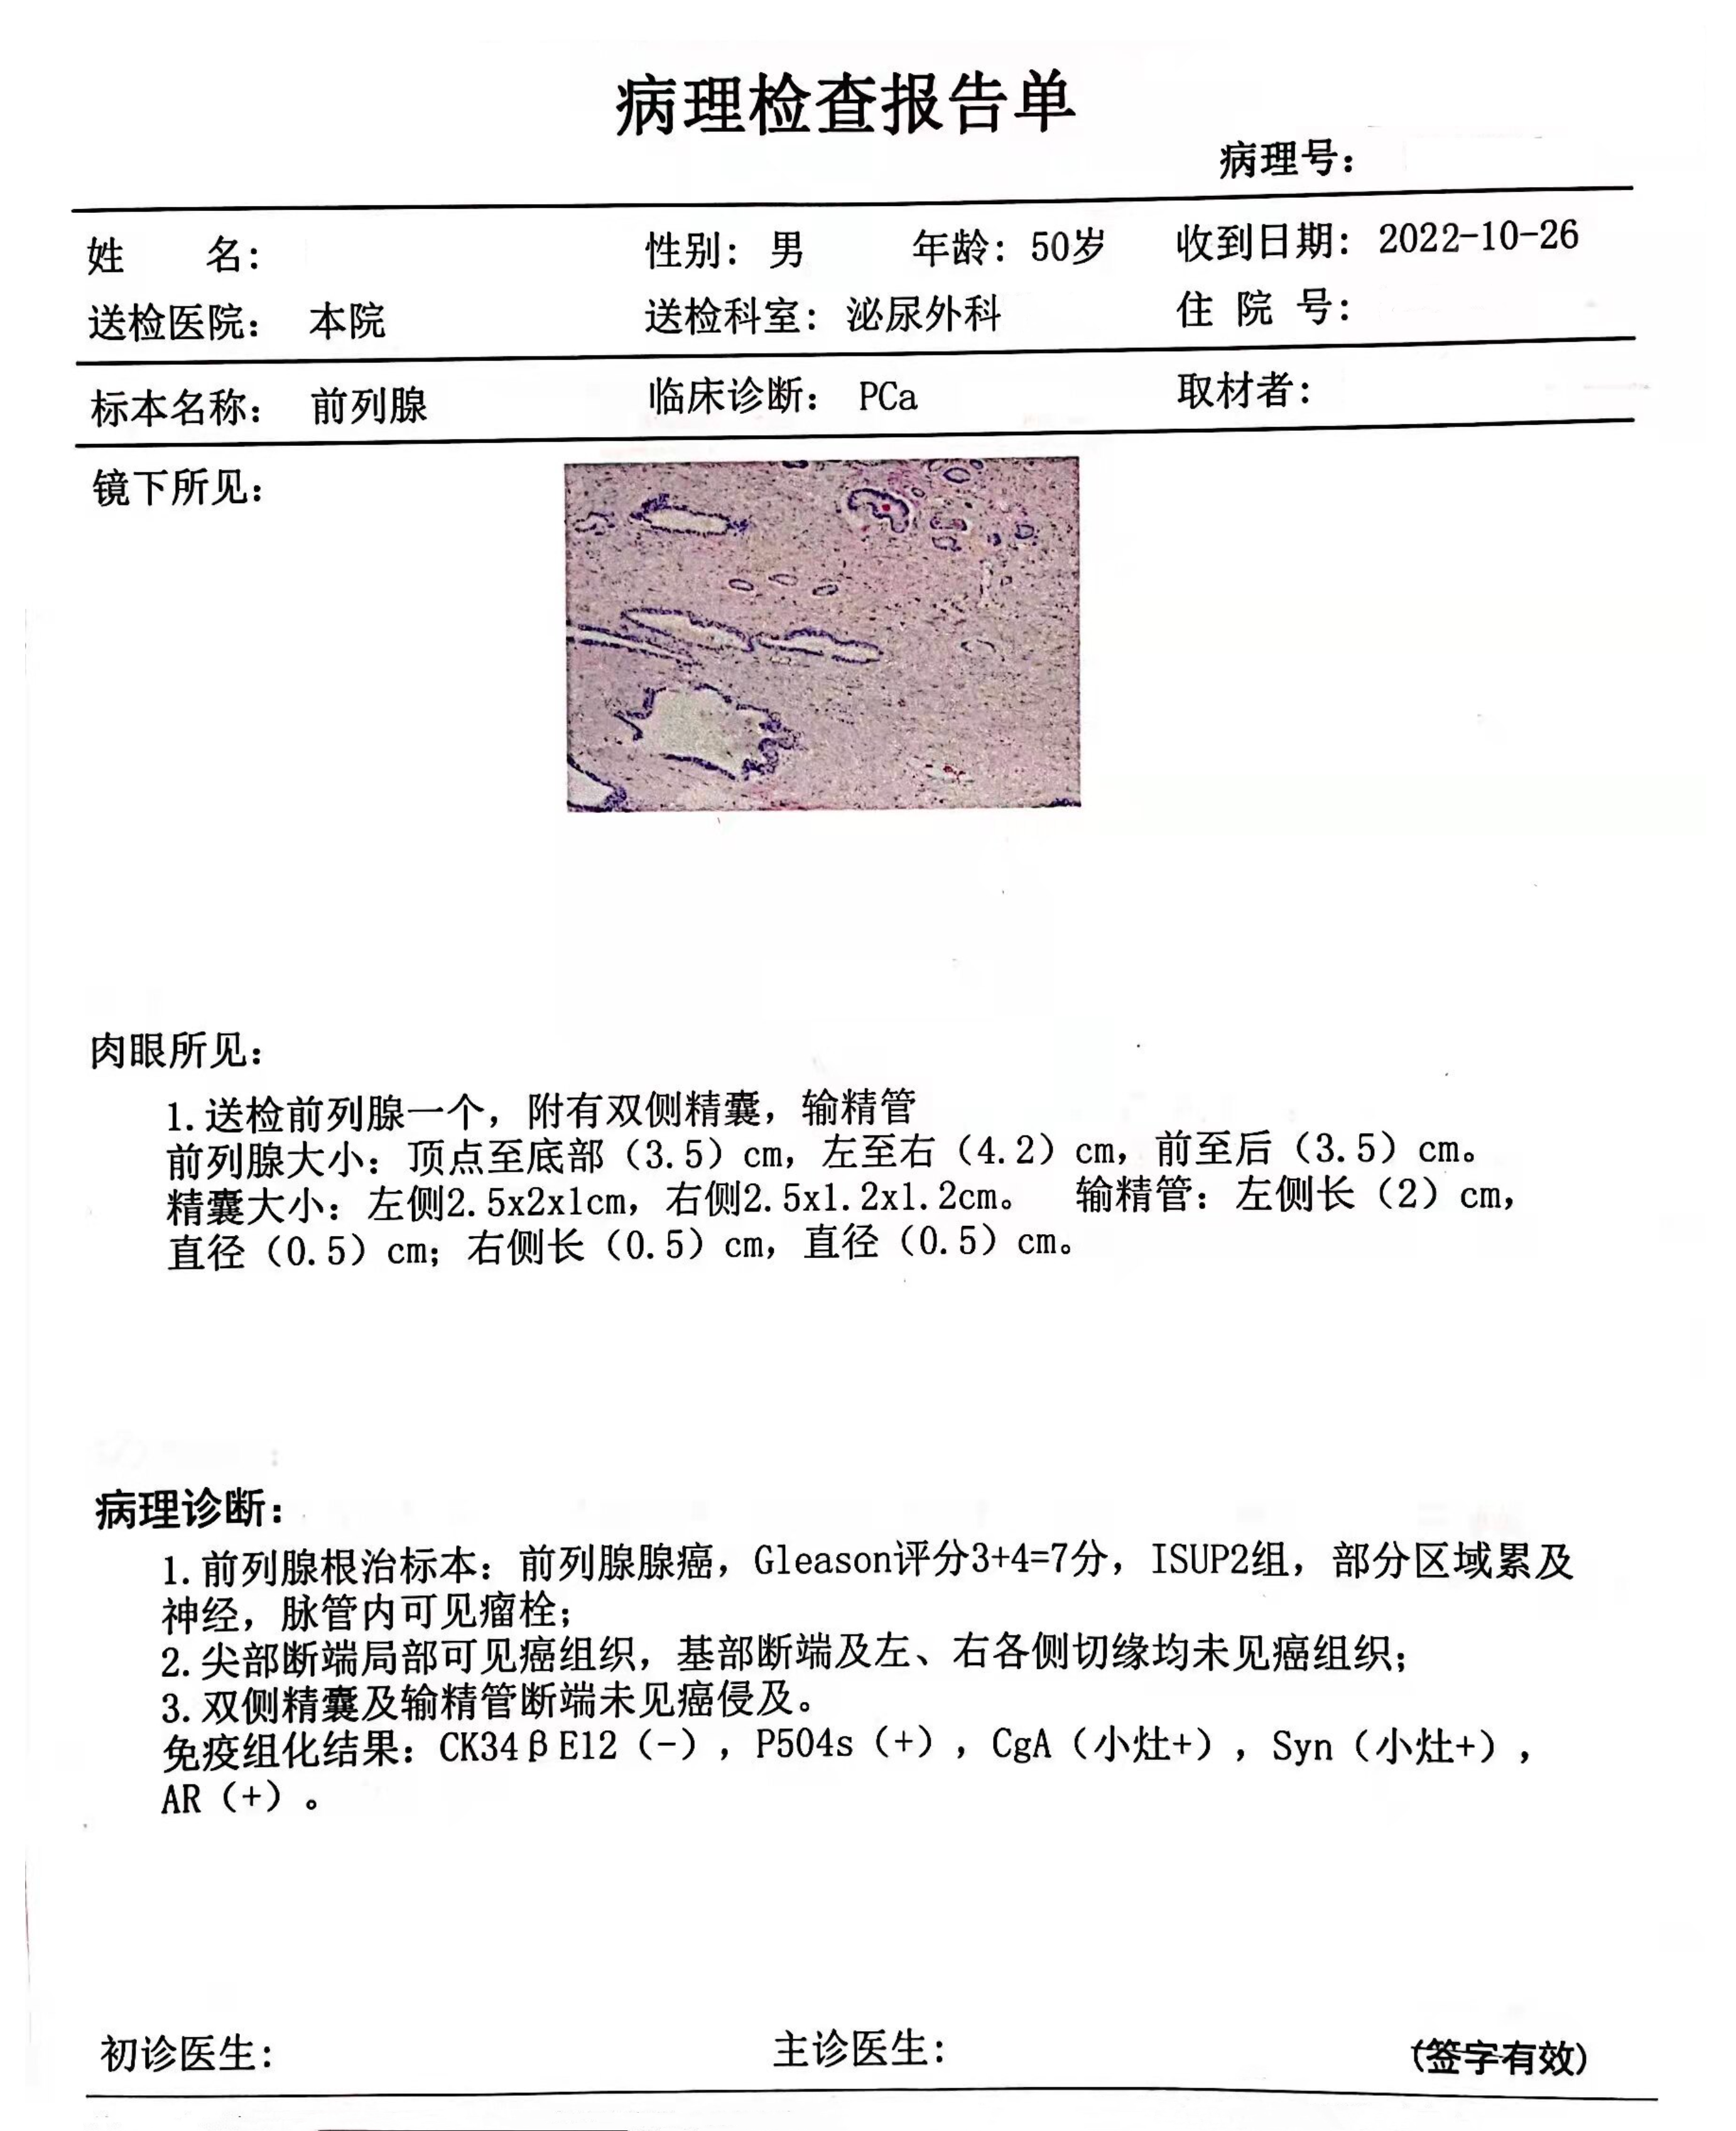 病理检查报告单
病理号：
姓 名： 性别：男 年龄：50岁 收到日期：2022-10-26
送检医院： 本院 送检科室：泌尿外科 住 院 号：
标本名称： 前列腺 临床诊断： PCa 取材者：
镜下所见：
肉眼所见：
1.送检前列腺一个，附有双侧精囊，输精管
前列腺大小：顶点至底部（3.5）cm，左至右（4.2）cm，前至后（3.5）cm。
精囊大小：左侧2.5x2x1cm，右侧2.5x1.2x1.2cm。 输精管：左侧长（2）cm，
直径（0.5）cm；右侧长（0.5）cm，直径（0.5）cm。
病理诊断：
1.前列腺根治标本：前列腺腺癌，Gleason评分3+4=7分，ISUP2组，部分区域累及
神经，脉管内可见瘤栓；
2.尖部断端局部可见癌组织，基部断端及左、右各侧切缘均未见癌组织；
3.双侧精囊及输精管断端未见癌侵及。
免疫组化结果：CK34βE12（-），P504s（+），CgA（小灶+），Syn（小灶+），
AR（+）。
初诊医生： 主诊医生： （签字有效）